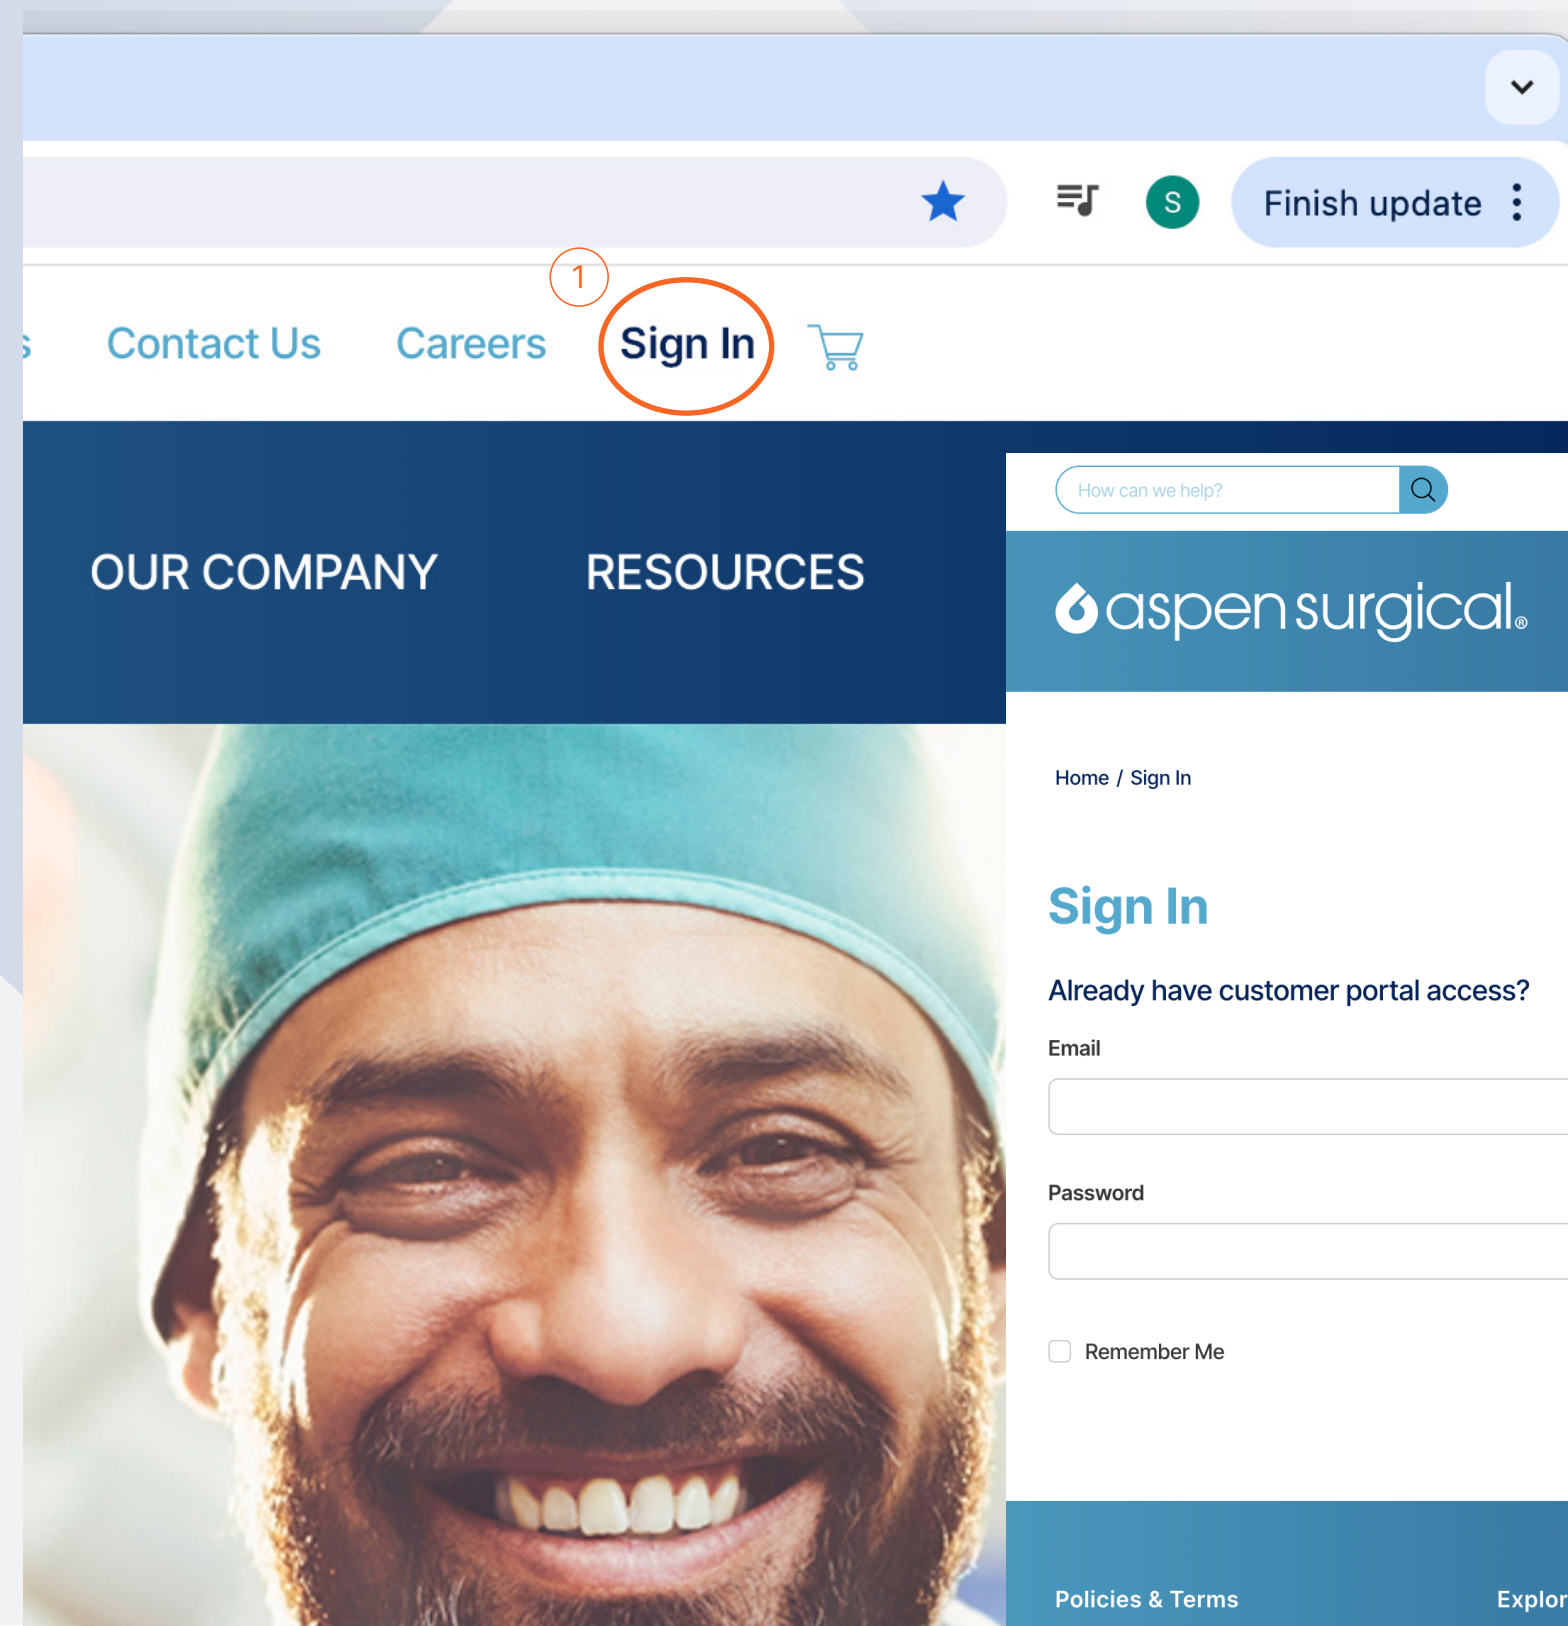 S
Finish update
1
s Contact Us Careers Sign In
OUR COMPANY RESOURCES
How can we help?
aspen surgical®
Home / Sign In
Sign In
Already have customer portal access?
Email
Password
Remember Me
Policies & Terms Explor